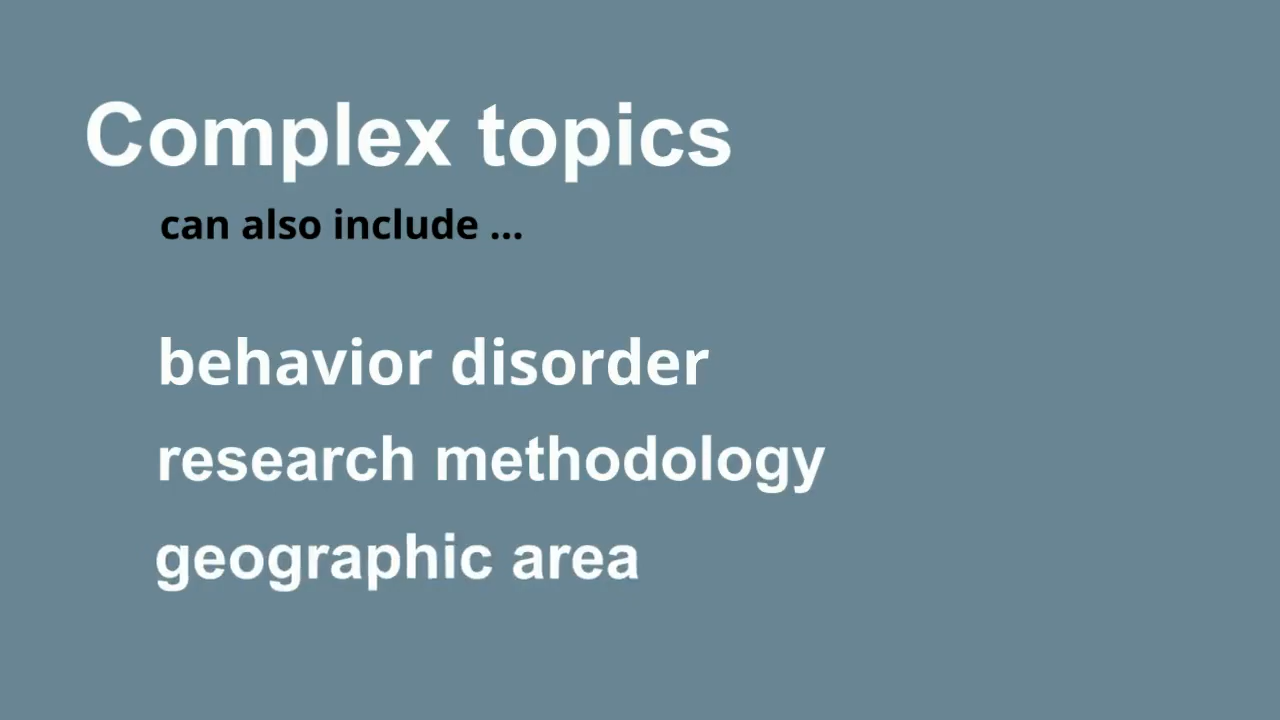 Complex topics
can also include ...
behavior disorder
research methodology
geographic area